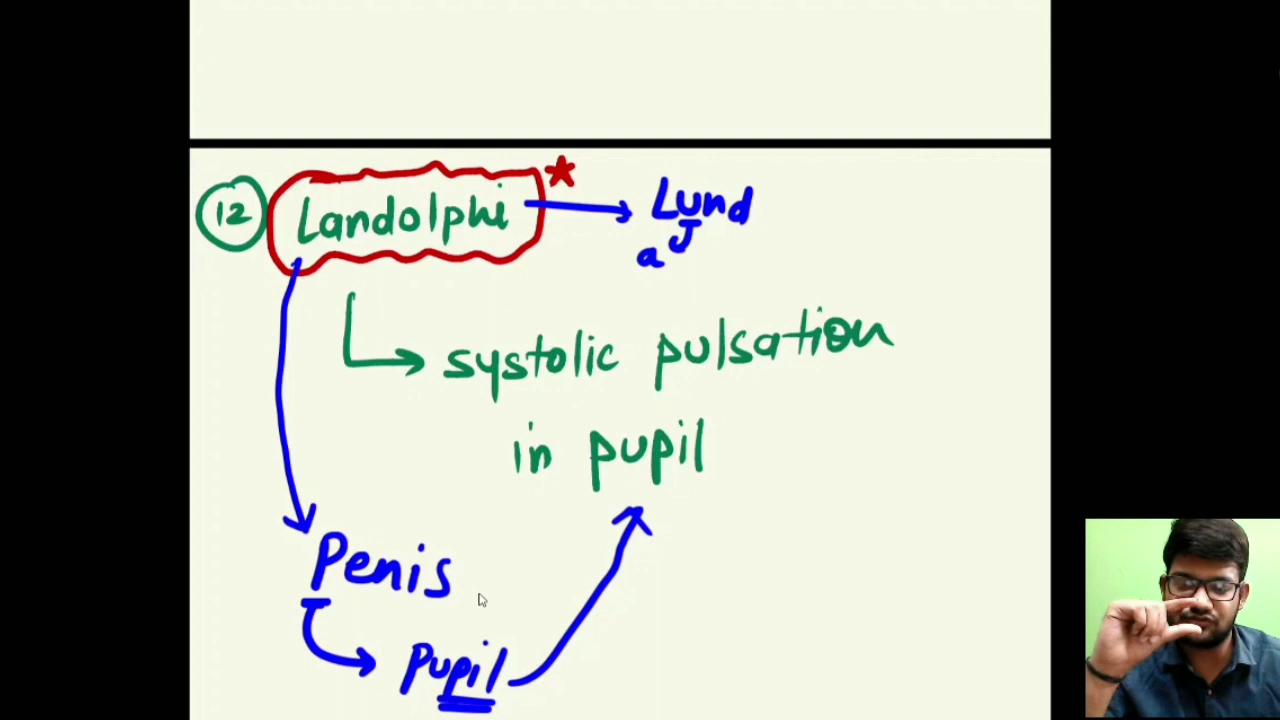 12 Landolphi * Lund
a
systolic pulsation
in pupil
Penis
pupil